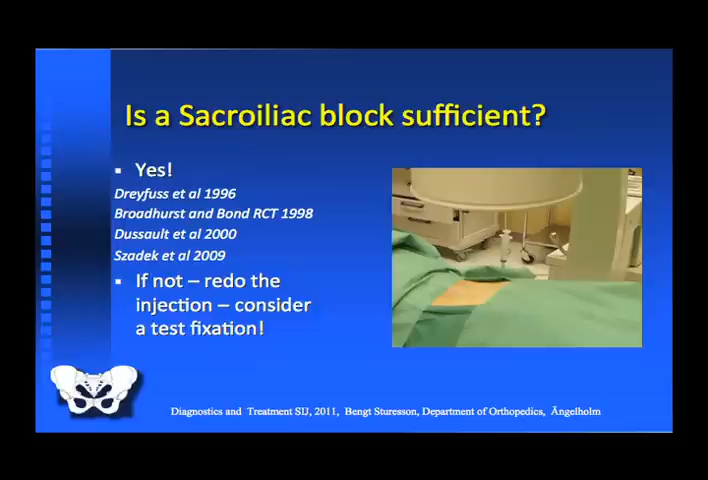 Is a Sacroiliac block sufficient?
▪ Yes!
Dreyfuss et al 1996
Broadhurst and Bond RCT 1998
Dussault et al 2000
Szadek et al 2009
▪ If not – redo the
injection – consider
a test fixation!
Diagnostics and Treatment SIJ, 2011, Bengt Sturesson, Department of Orthopedics, Ängelholm